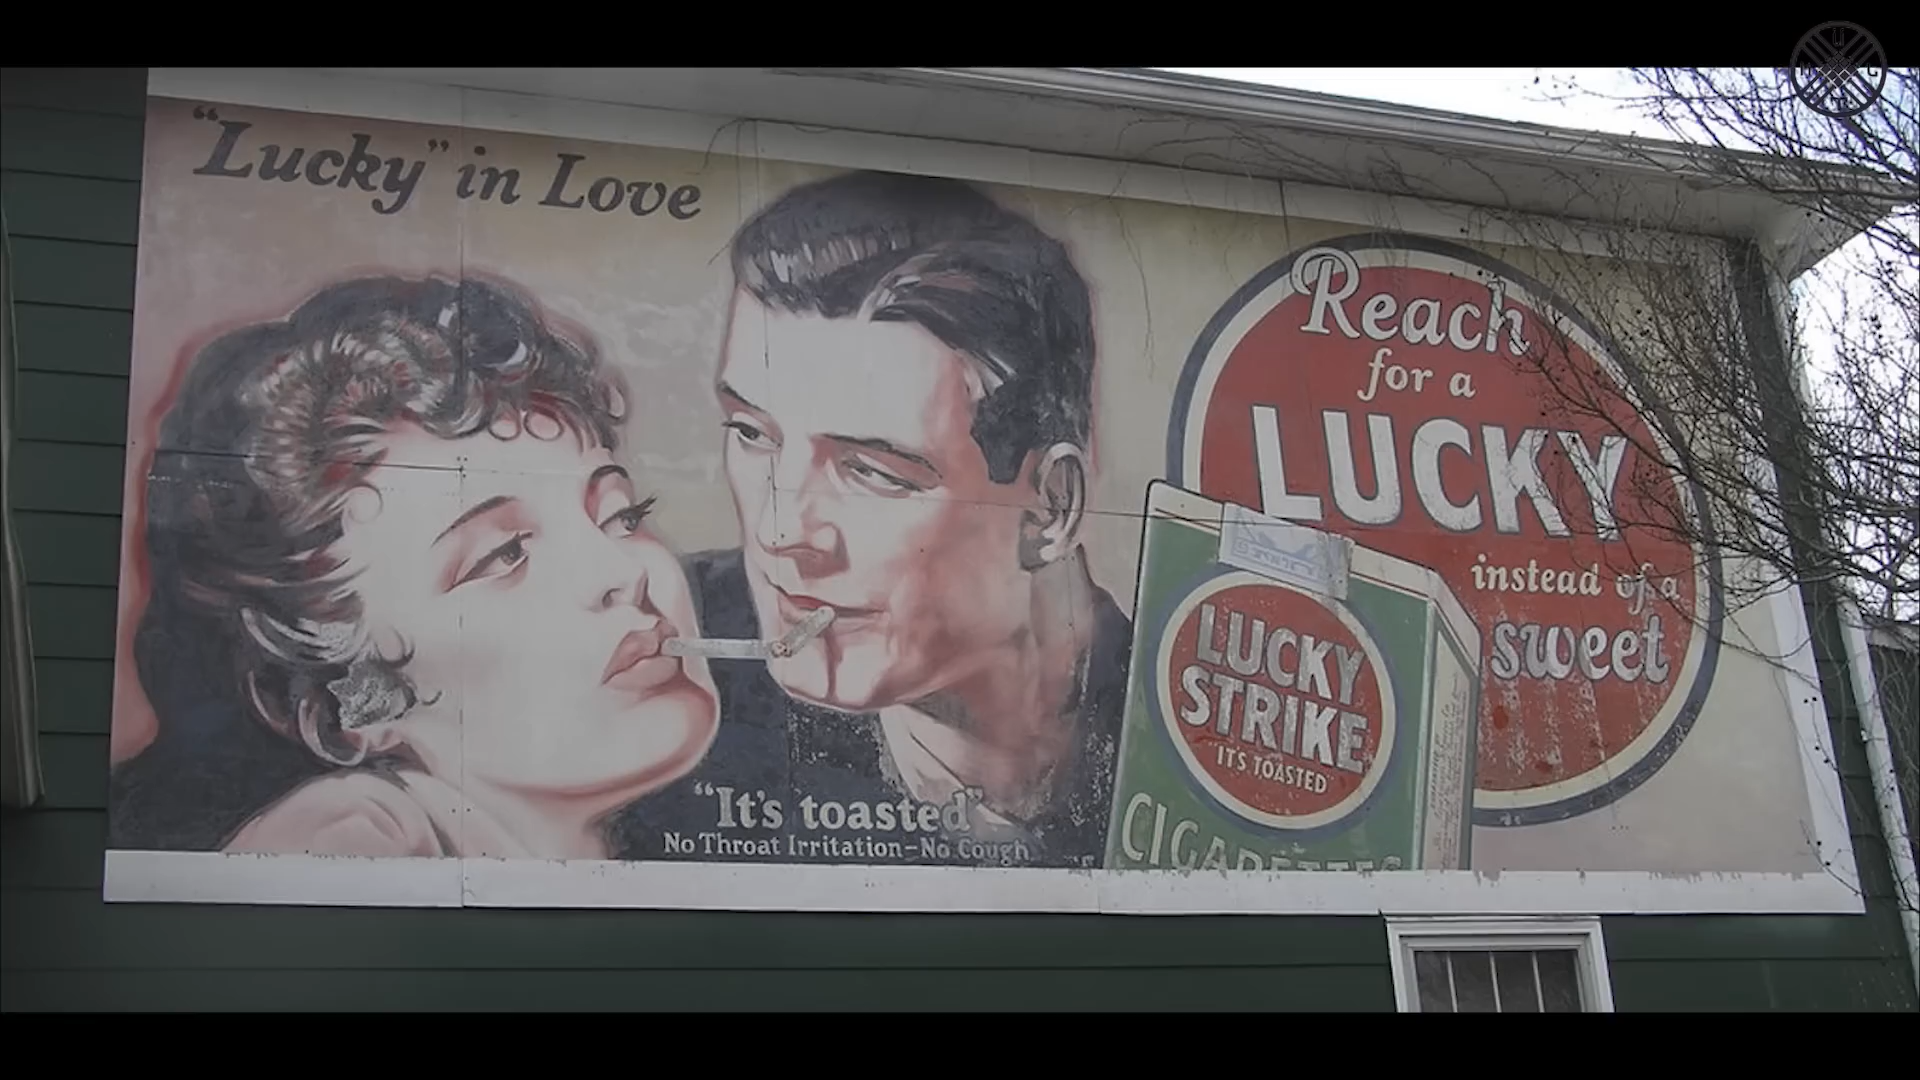 "Lucky" in Love
Reach
for a
LUCKY
instead of a
sweet
LUCKY
STRIKE
"IT'S TOASTED"
CIGARETTES
"It's toasted"
No Throat Irritation-No Cough